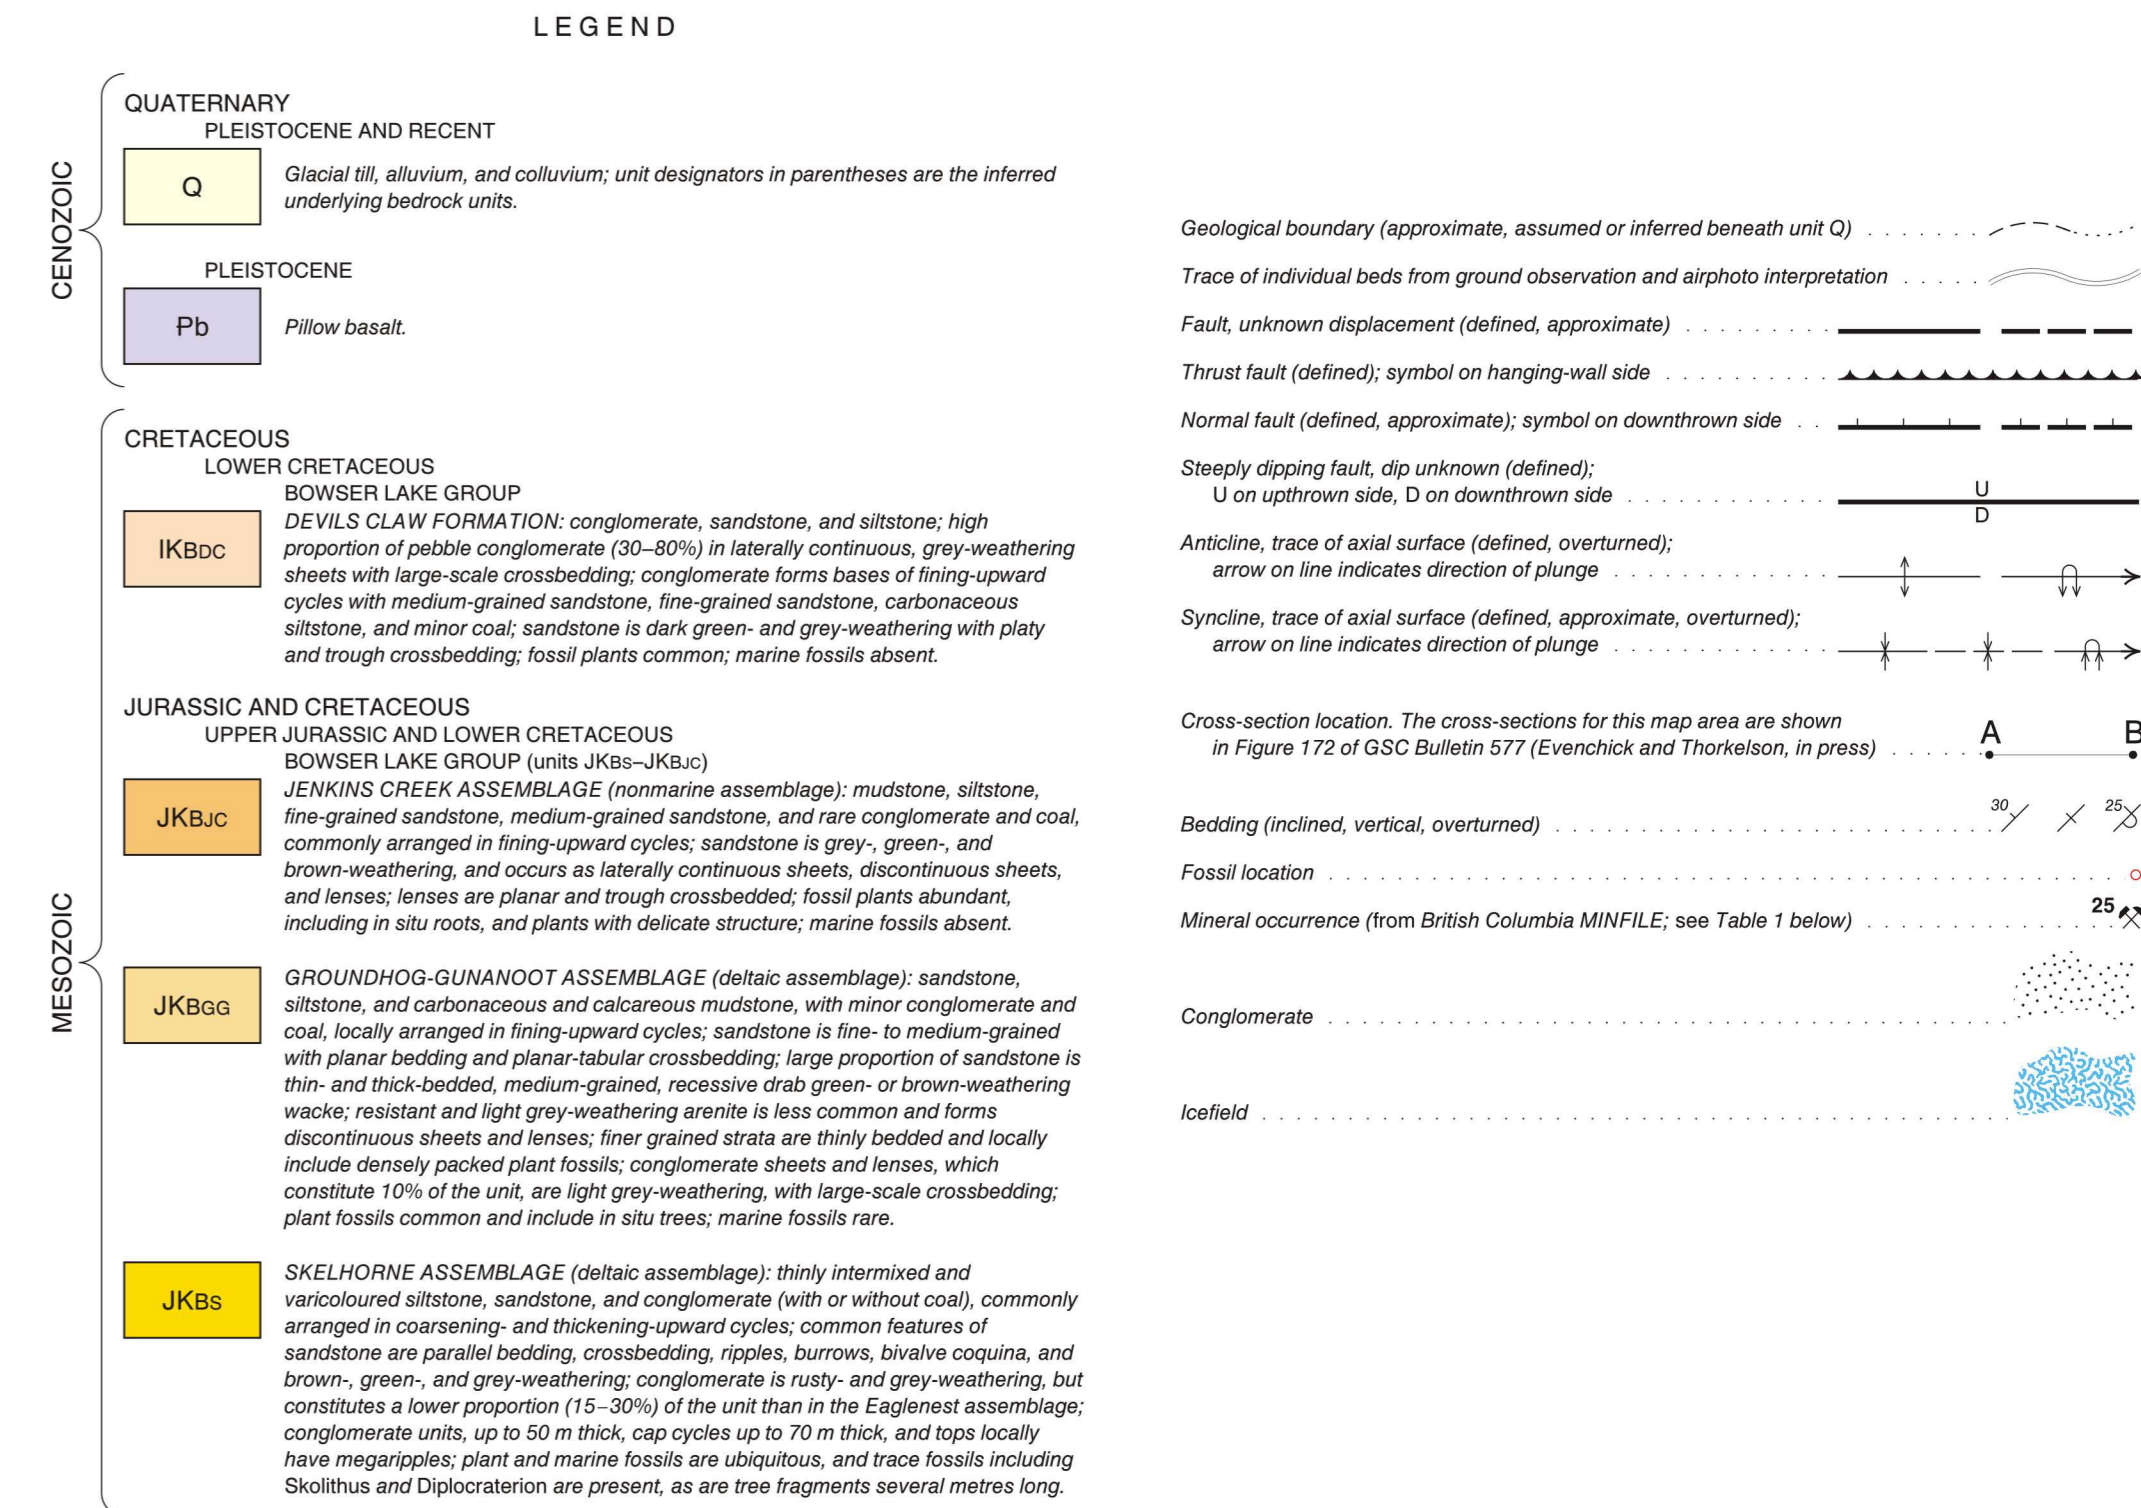 LEGEND
CENOZOIC
QUATERNARY
PLEISTOCENE AND RECENT
Q
Glacial till, alluvium, and colluvium; unit designators in parentheses are the inferred
underlying bedrock units.
PLEISTOCENE
Pb
Pillow basalt.
MESOZOIC
CRETACEOUS
LOWER CRETACEOUS
BOWSER LAKE GROUP
lKBDC
DEVILS CLAW FORMATION: conglomerate, sandstone, and siltstone; high
proportion of pebble conglomerate (30–80%) in laterally continuous, grey-weathering
sheets with large-scale crossbedding; conglomerate forms bases of fining-upward
cycles with medium-grained sandstone, fine-grained sandstone, carbonaceous
siltstone, and minor coal; sandstone is dark green- and grey-weathering with platy
and trough crossbedding; fossil plants common; marine fossils absent.
JURASSIC AND CRETACEOUS
UPPER JURASSIC AND LOWER CRETACEOUS
BOWSER LAKE GROUP (units JKBS–JKBJC)
JKBJC
JENKINS CREEK ASSEMBLAGE (nonmarine assemblage): mudstone, siltstone,
fine-grained sandstone, medium-grained sandstone, and rare conglomerate and coal,
commonly arranged in fining-upward cycles; sandstone is grey-, green-, and
brown-weathering, and occurs as laterally continuous sheets, discontinuous sheets,
and lenses; lenses are planar and trough crossbedded; fossil plants abundant,
including in situ roots, and plants with delicate structure; marine fossils absent.
JKBGG
GROUNDHOG-GUNANOOT ASSEMBLAGE (deltaic assemblage): sandstone,
siltstone, and carbonaceous and calcareous mudstone, with minor conglomerate and
coal, locally arranged in fining-upward cycles; sandstone is fine- to medium-grained
with planar bedding and planar-tabular crossbedding; large proportion of sandstone is
thin- and thick-bedded, medium-grained, recessive drab green- or brown-weathering
wacke; resistant and light grey-weathering arenite is less common and forms
discontinuous sheets and lenses; finer grained strata are thinly bedded and locally
include densely packed plant fossils; conglomerate sheets and lenses, which
constitute 10% of the unit, are light grey-weathering, with large-scale crossbedding;
plant fossils common and include in situ trees; marine fossils rare.
JKBS
SKELHORNE ASSEMBLAGE (deltaic assemblage): thinly intermixed and
varicoloured siltstone, sandstone, and conglomerate (with or without coal), commonly
arranged in coarsening- and thickening-upward cycles; common features of
sandstone are parallel bedding, crossbedding, ripples, burrows, bivalve coquina, and
brown-, green-, and grey-weathering; conglomerate is rusty- and grey-weathering, but
constitutes a lower proportion (15–30%) of the unit than in the Eaglenest assemblage;
conglomerate units, up to 50 m thick, cap cycles up to 70 m thick, and tops locally
have megaripples; plant and marine fossils are ubiquitous, and trace fossils including
Skolithus and Diplocraterion are present, as are tree fragments several metres long.
Geological boundary (approximate, assumed or inferred beneath unit Q)
Trace of individual beds from ground observation and airphoto interpretation
Fault, unknown displacement (defined, approximate)
Thrust fault (defined); symbol on hanging-wall side
Normal fault (defined, approximate); symbol on downthrown side
Steeply dipping fault, dip unknown (defined);
U on upthrown side, D on downthrown side
U
D
Anticline, trace of axial surface (defined, overturned);
arrow on line indicates direction of plunge
Syncline, trace of axial surface (defined, approximate, overturned);
arrow on line indicates direction of plunge
Cross-section location. The cross-sections for this map area are shown
in Figure 172 of GSC Bulletin 577 (Evenchick and Thorkelson, in press)
A B
Bedding (inclined, vertical, overturned)
30 25
Fossil location
Mineral occurrence (from British Columbia MINFILE; see Table 1 below)
25
Conglomerate
Icefield